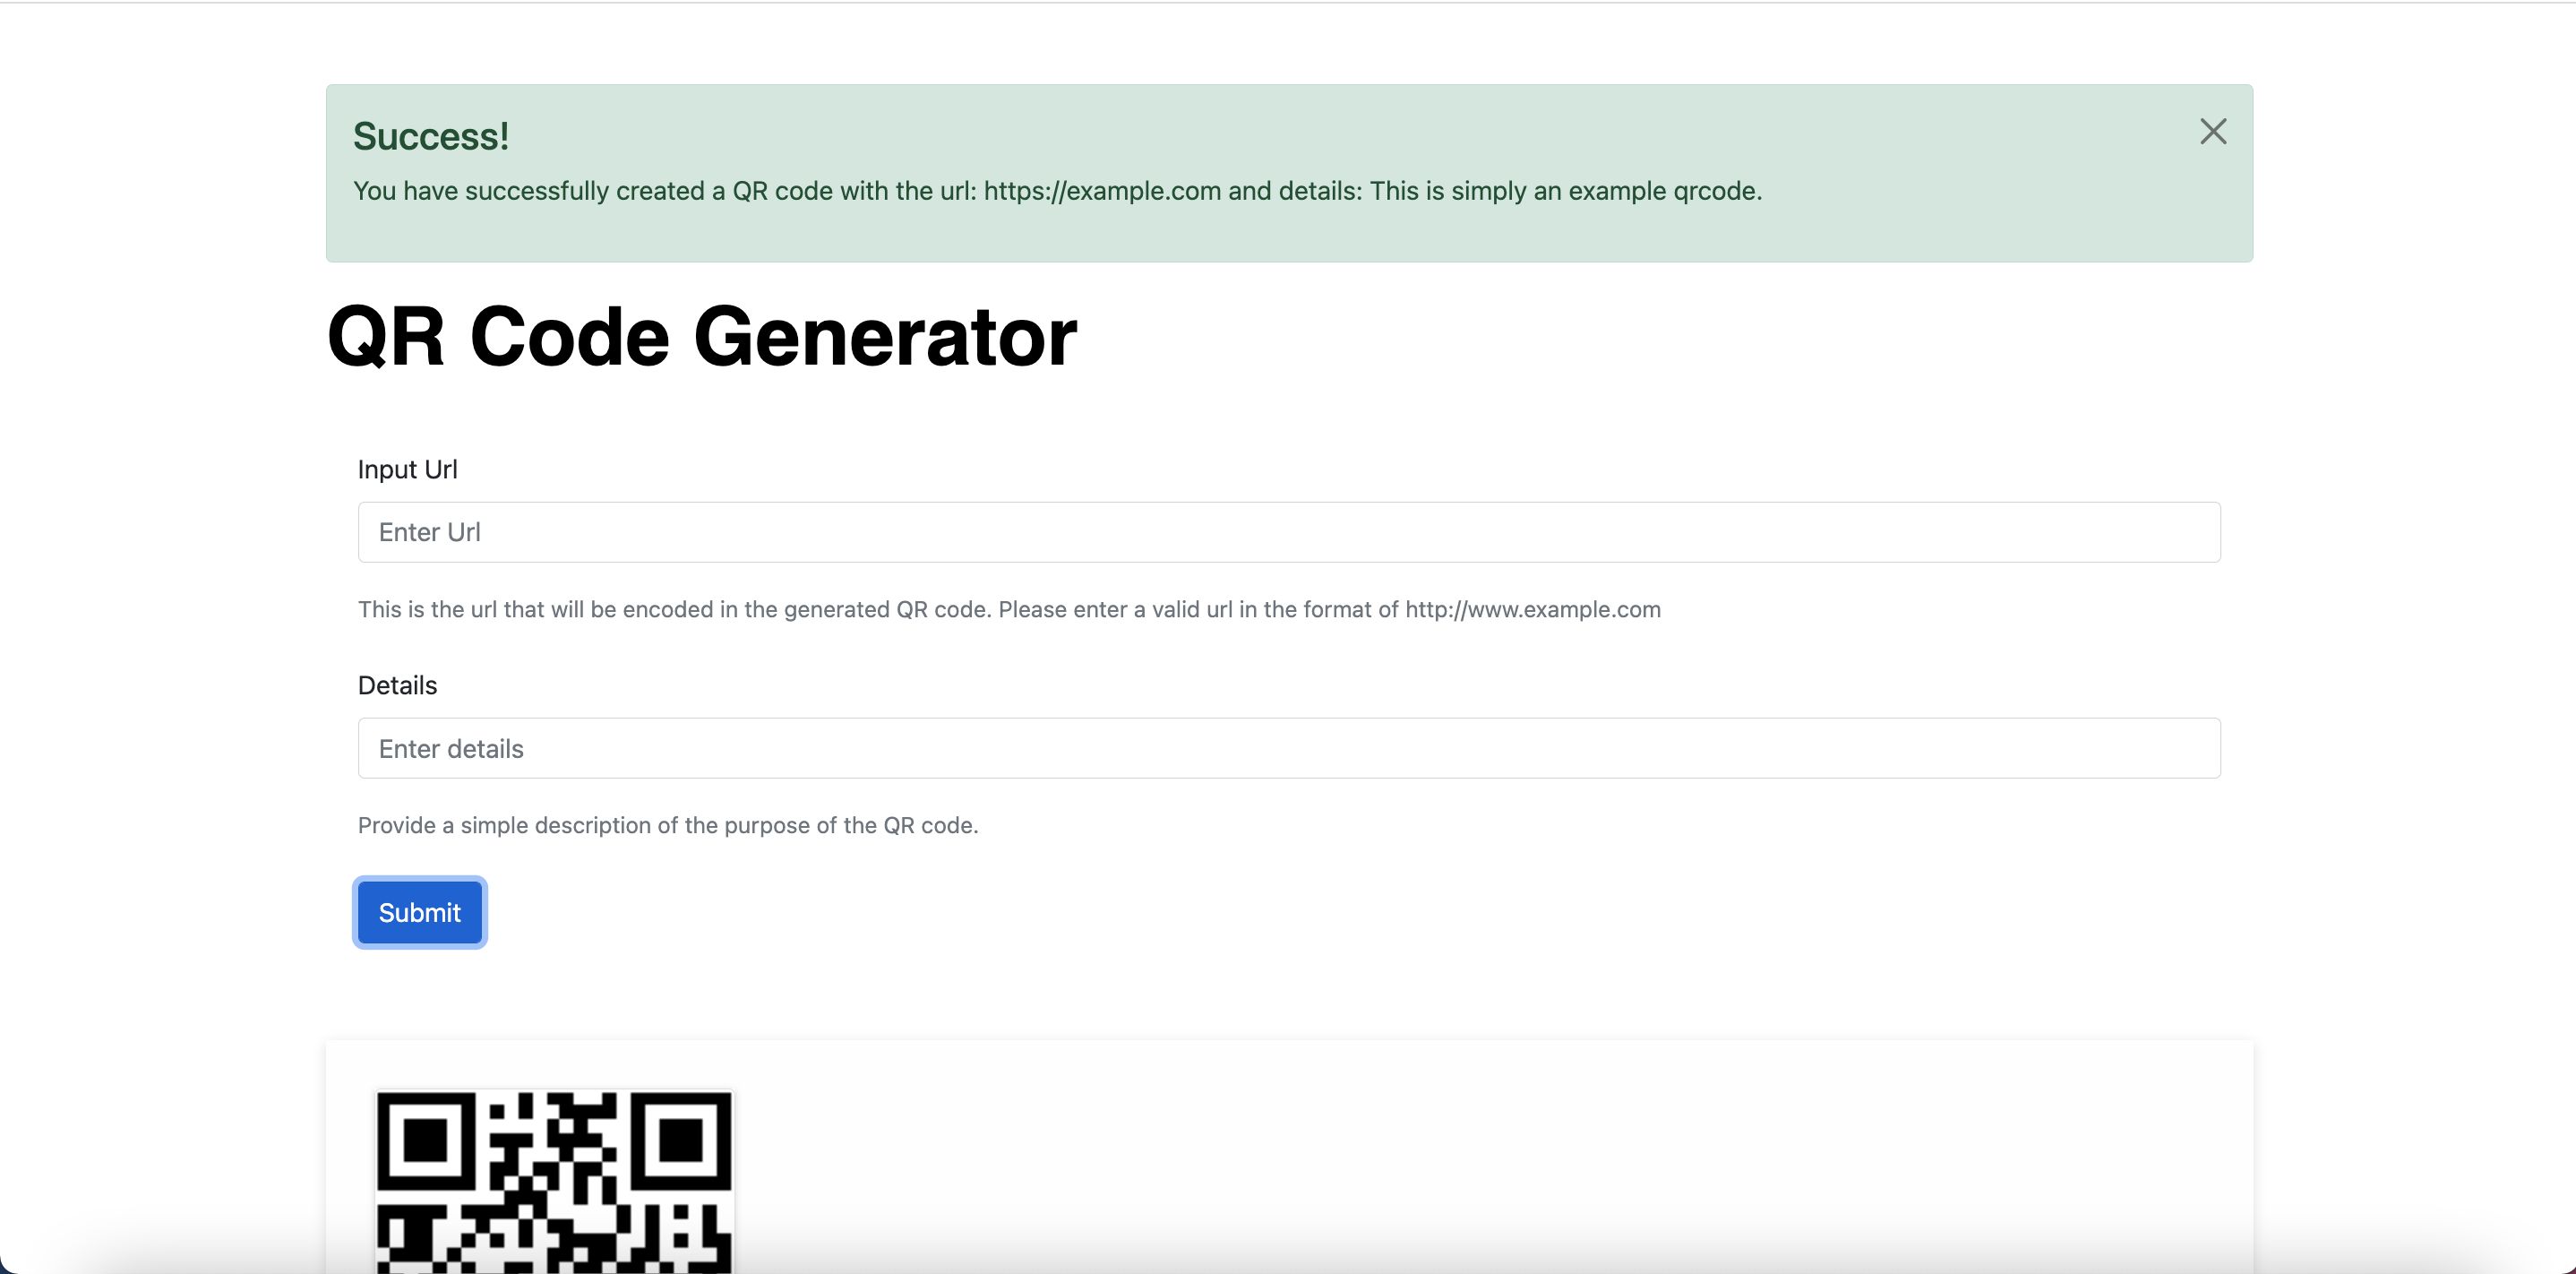 Success!
You have successfully created a QR code with the url: https://example.com and details: This is simply an example qrcode.
QR Code Generator
Input Url
Enter Url
This is the url that will be encoded in the generated QR code. Please enter a valid url in the format of http://www.example.com
Details
Enter details
Provide a simple description of the purpose of the QR code.
Submit